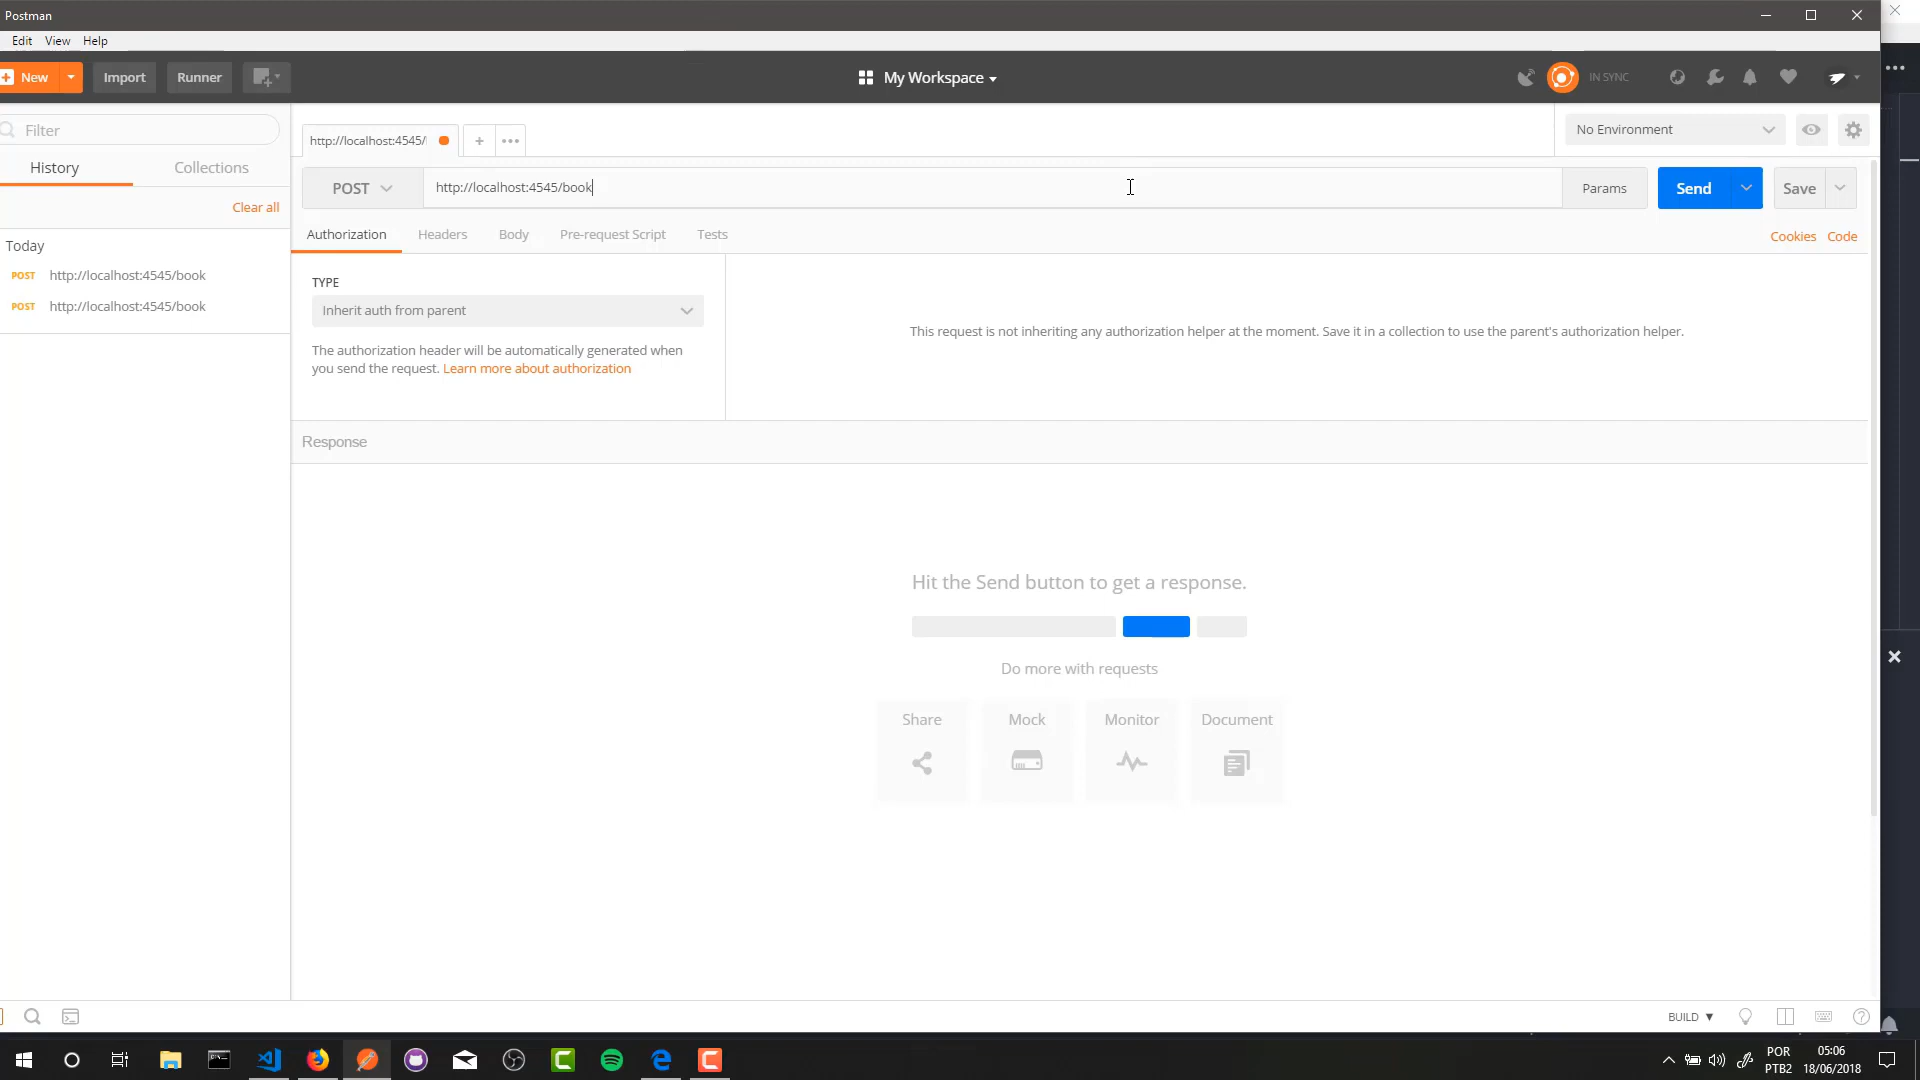 Postman
Edit View Help
New Import Runner My Workspace IN SYNC
Filter
History Collections
Clear all
Today
POST http://localhost:4545/book
POST http://localhost:4545/book
http://localhost:4545/
No Environment
POST http://localhost:4545/book Params Send Save
Authorization Headers Body Pre-request Script Tests Cookies Code
TYPE
Inherit auth from parent
The authorization header will be automatically generated when
you send the request. Learn more about authorization
This request is not inheriting any authorization helper at the moment. Save it in a collection to use the parent's authorization helper.
Response
Hit the Send button to get a response.
Do more with requests
Share Mock Monitor Document
BUILD
POR
PTB2
05:06
18/06/2018